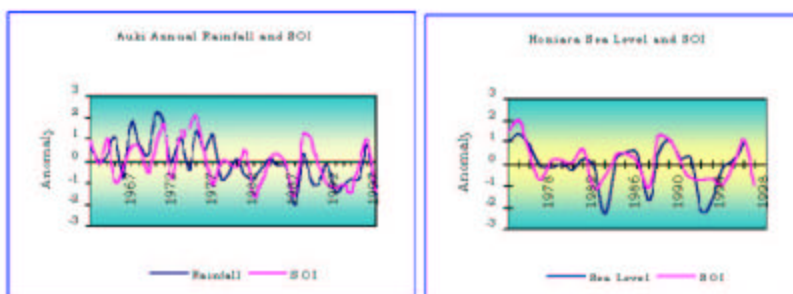 Auki Annual Rainfall and SOI
Anomaly
3
2
1
0
-1
-2
-3
1967
1972
Rainfall
SOI
Honiara Sea Level and SOI
Anomaly
3
2
1
0
-1
-2
-3
1978
1986
1990
1998
Sea Level
SOI